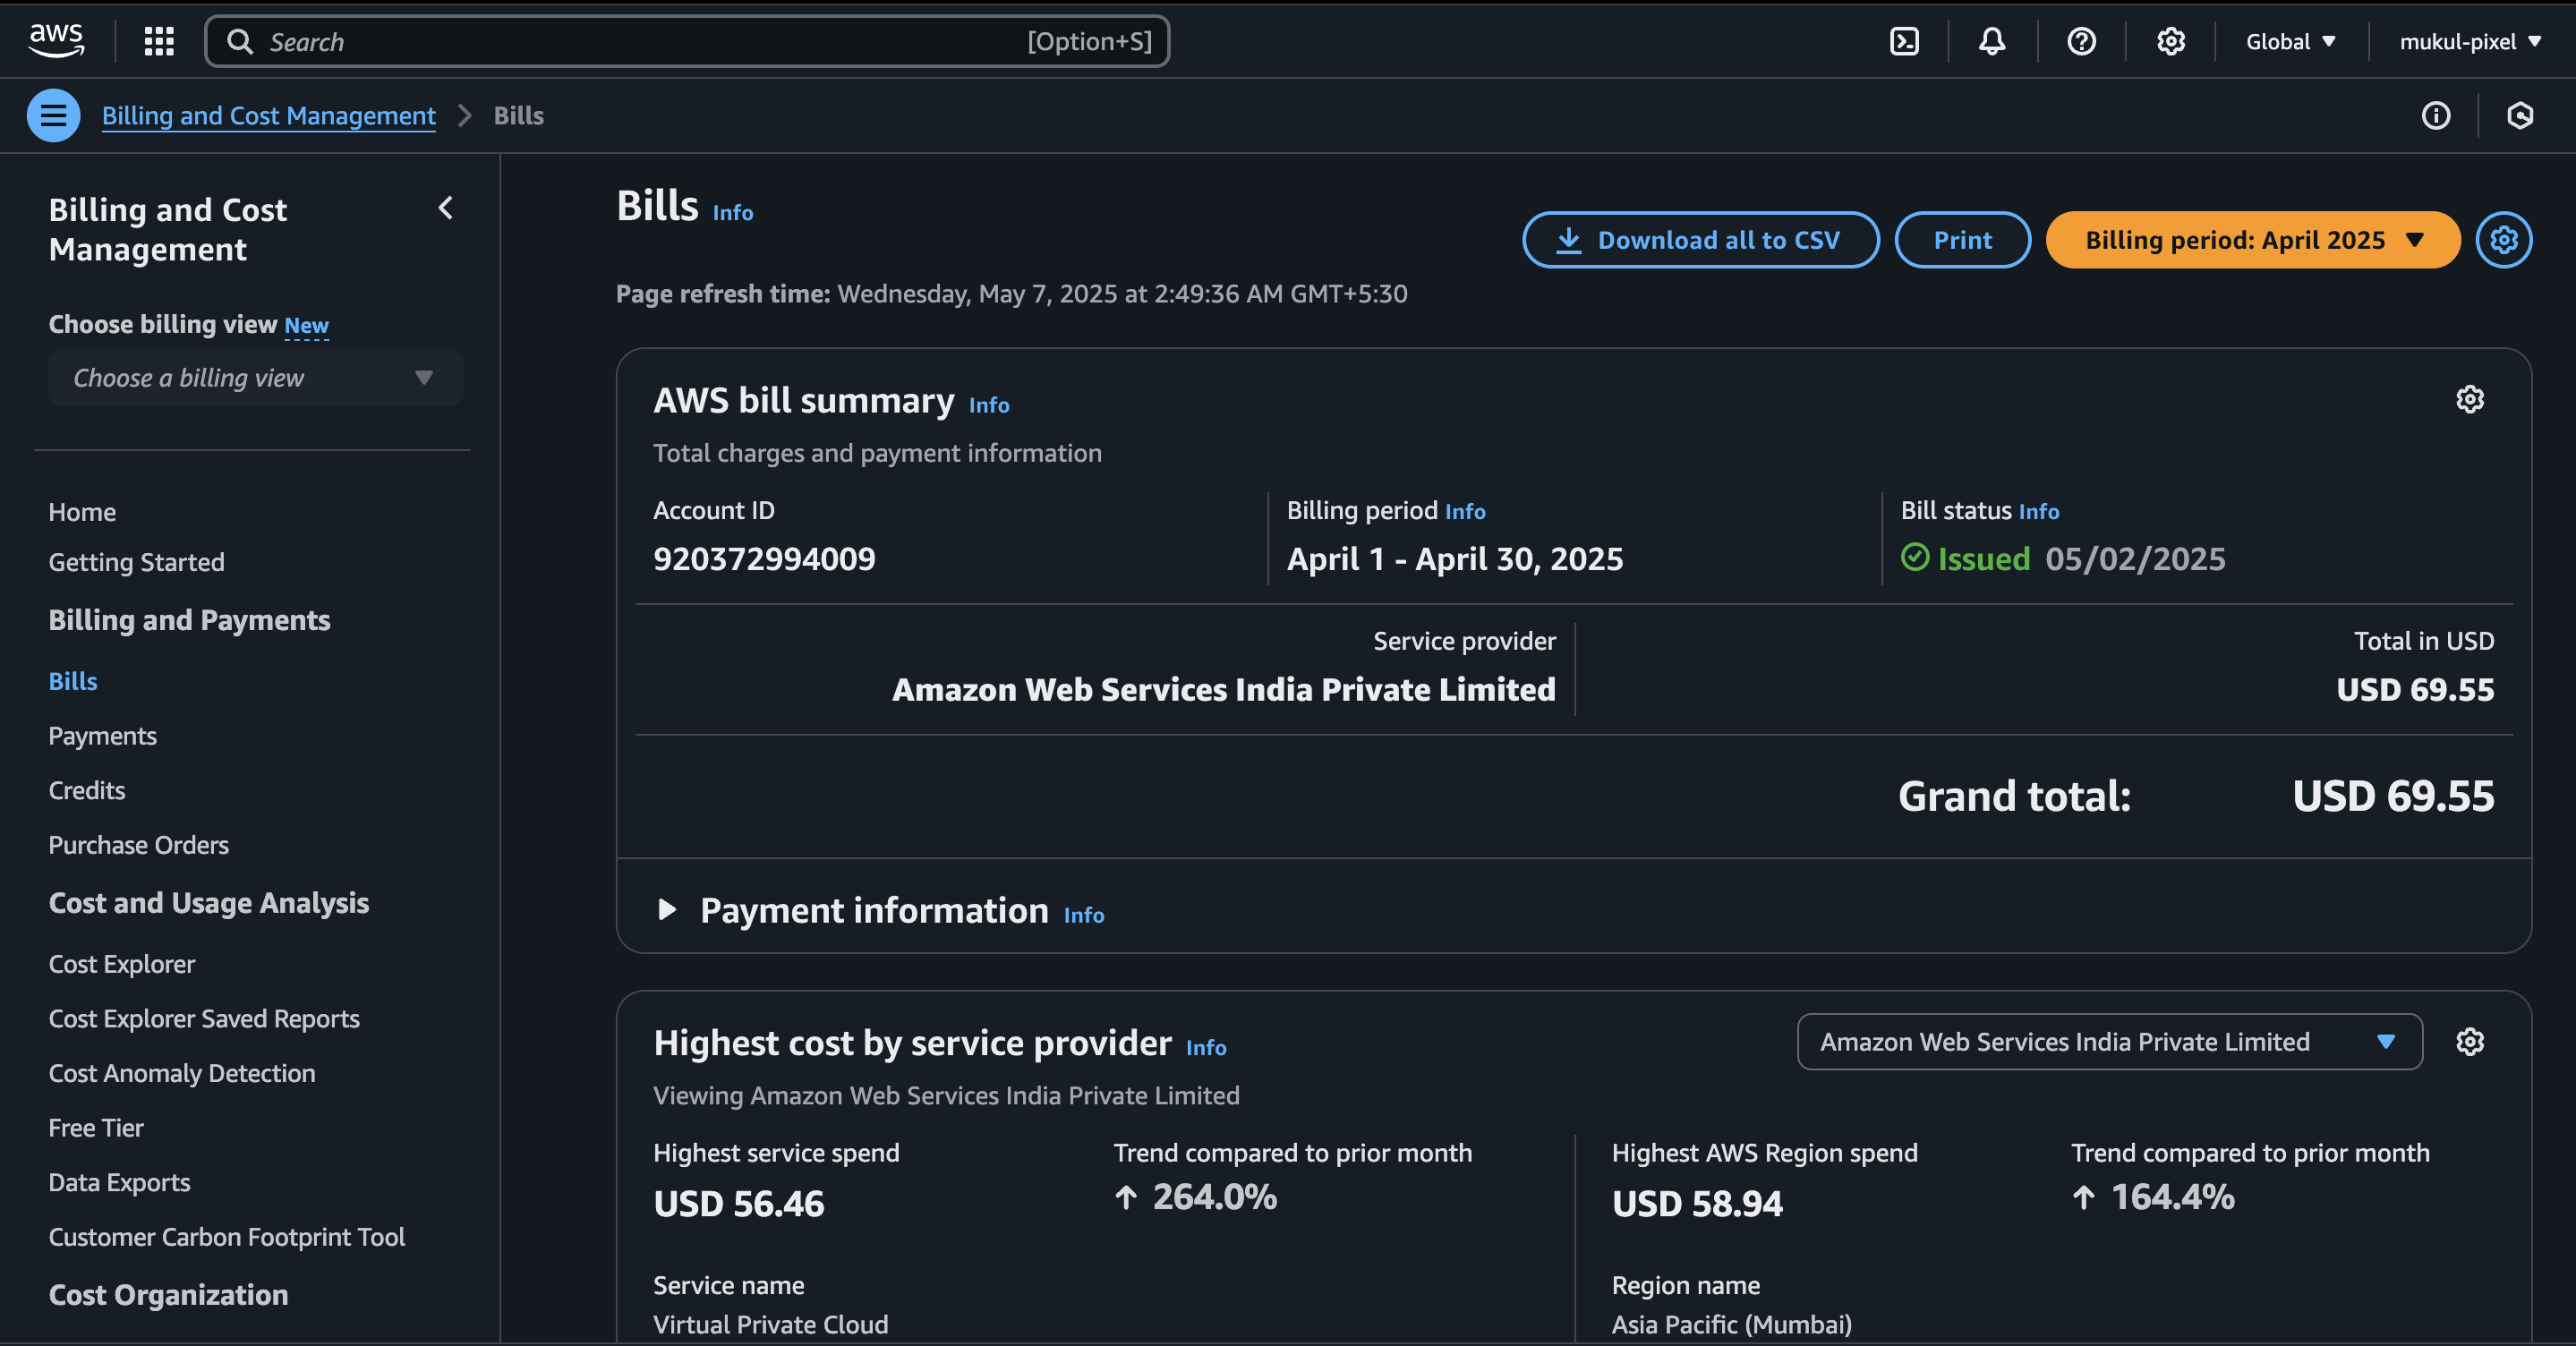 aws
Search
[Option+S]
Global
mukul-pixel
Billing and Cost Management
Bills
Billing and Cost
Management
Choose billing view New
Choose a billing view
Home
Getting Started
Billing and Payments
Bills
Payments
Credits
Purchase Orders
Cost and Usage Analysis
Cost Explorer
Cost Explorer Saved Reports
Cost Anomaly Detection
Free Tier
Data Exports
Customer Carbon Footprint Tool
Cost Organization
Bills Info
Download all to CSV
Print
Billing period: April 2025
Page refresh time: Wednesday, May 7, 2025 at 2:49:36 AM GMT+5:30
AWS bill summary Info
Total charges and payment information
Account ID
920372994009
Billing period Info
April 1 - April 30, 2025
Bill status Info
Issued 05/02/2025
Service provider
Amazon Web Services India Private Limited
Total in USD
USD 69.55
Grand total: USD 69.55
Payment information Info
Highest cost by service provider Info
Amazon Web Services India Private Limited
Viewing Amazon Web Services India Private Limited
Highest service spend
USD 56.46
Trend compared to prior month
264.0%
Highest AWS Region spend
USD 58.94
Trend compared to prior month
164.4%
Service name
Virtual Private Cloud
Region name
Asia Pacific (Mumbai)